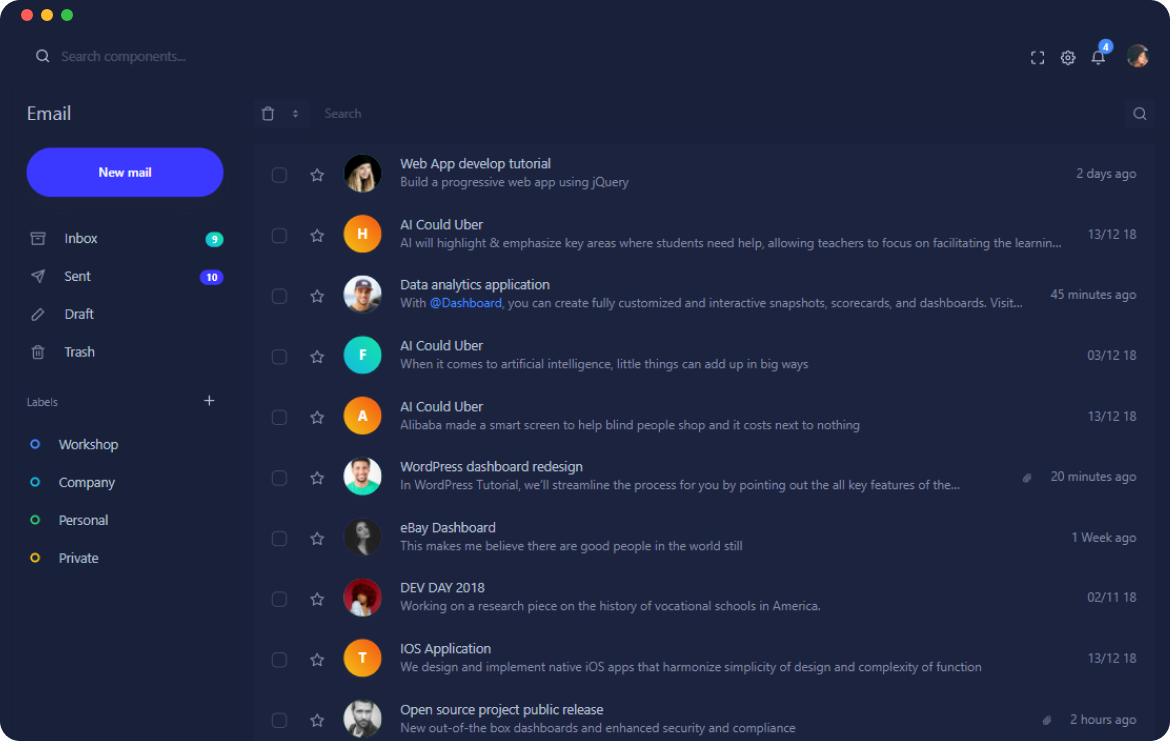 Search components...
4
Email
Search
New mail
Inbox 9
Sent 10
Draft
Trash
Labels +
Workshop
Company
Personal
Private
Web App develop tutorial
Build a progressive web app using jQuery
2 days ago
H
AI Could Uber
AI will highlight & emphasize key areas where students need help, allowing teachers to focus on facilitating the learnin...
13/12 18
Data analytics application
With @Dashboard, you can create fully customized and interactive snapshots, scorecards, and dashboards. Visit...
45 minutes ago
F
AI Could Uber
When it comes to artificial intelligence, little things can add up in big ways
03/12 18
A
AI Could Uber
Alibaba made a smart screen to help blind people shop and it costs next to nothing
13/12 18
WordPress dashboard redesign
In WordPress Tutorial, we'll streamline the process for you by pointing out the all key features of the...
20 minutes ago
eBay Dashboard
This makes me believe there are good people in the world still
1 Week ago
DEV DAY 2018
Working on a research piece on the history of vocational schools in America.
02/11 18
T
IOS Application
We design and implement native iOS apps that harmonize simplicity of design and complexity of function
13/12 18
Open source project public release
New out-of-the box dashboards and enhanced security and compliance
2 hours ago